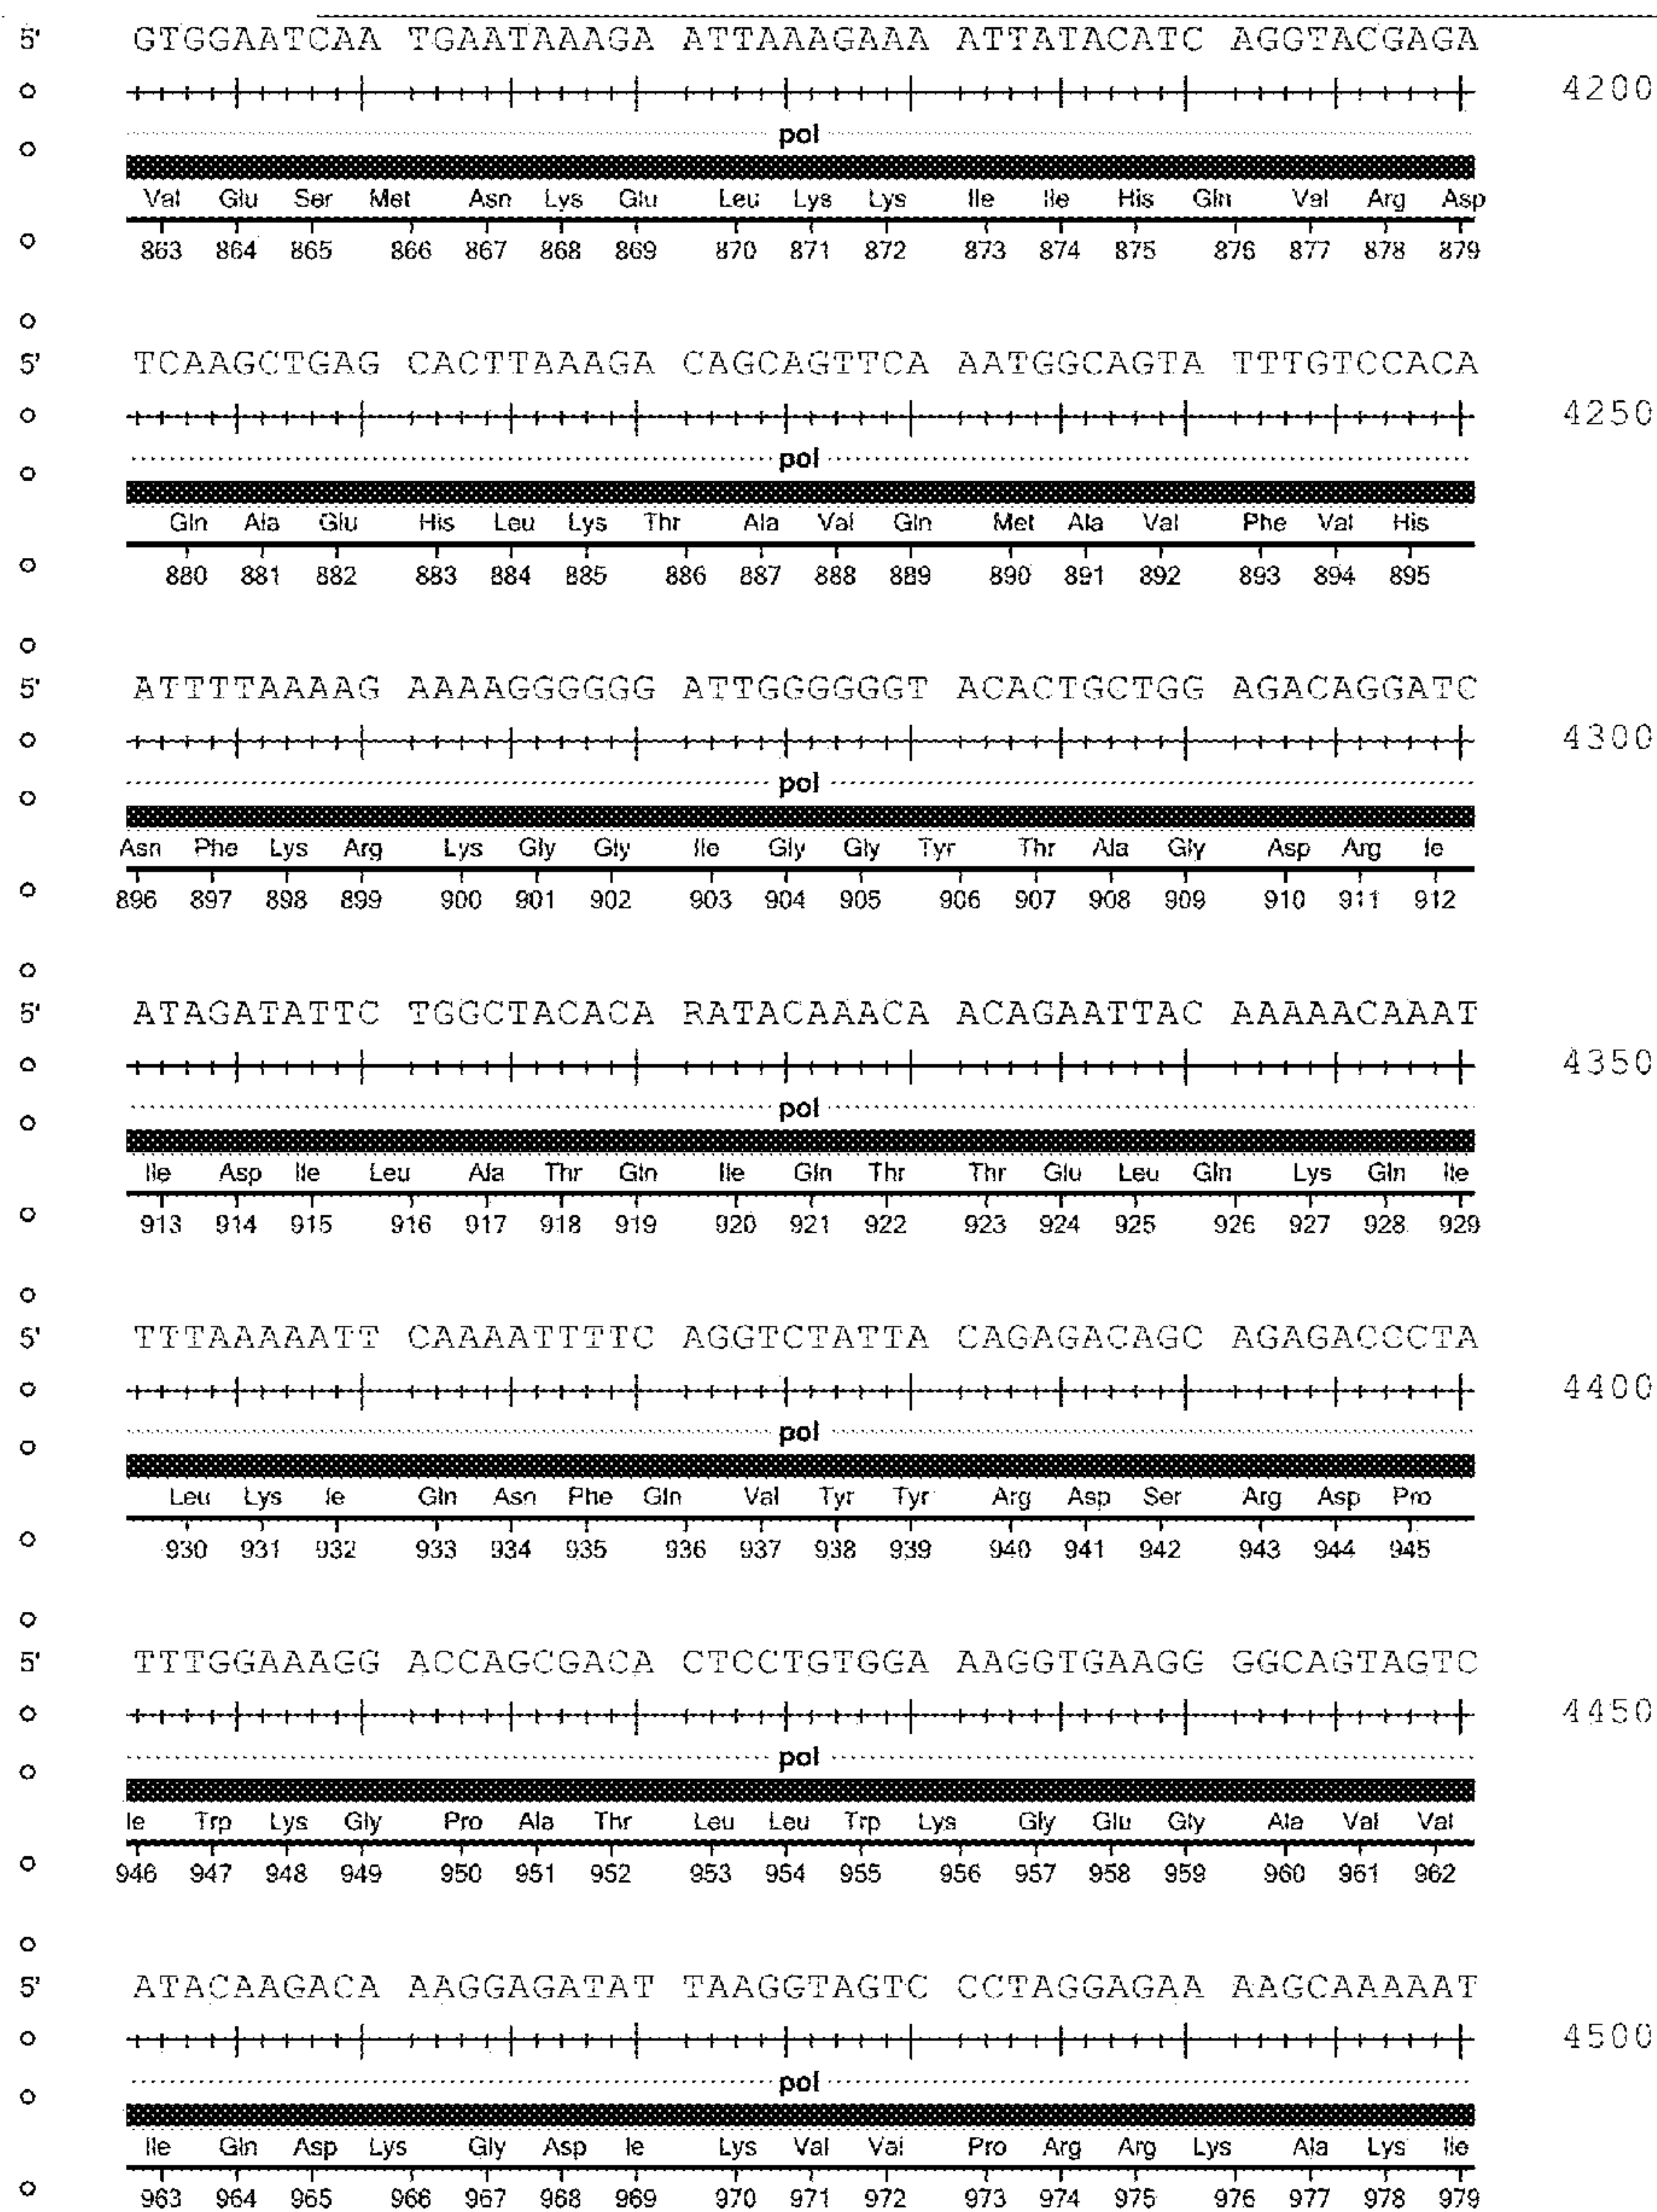 5' GTGGAATCAA TGAATAAAGA ATTAAAGAAA ATTATACATC AGGTACGAGA
4200
pol
Val Glu Ser Met Asn Lys Glu Leu Lys Lys Ile Ile His Gln Val Arg Asp
863 864 865 866 867 868 869 870 871 872 873 874 875 876 877 878 879
5' TCAAGCTGAG CACTTAAAGA CAGCAGTTCA AATGGCAGTA TTTGTCCACA
4250
pol
Gln Ala Glu His Leu Lys Thr Ala Val Gln Met Ala Val Phe Val His
880 881 882 883 884 885 886 887 888 889 890 891 892 893 894 895
5' ATTTTAAAAG AAAAGGGGGG ATTGGGGGGT ACACTGCTGG AGACAGGATC
4300
pol
Asn Phe Lys Arg Lys Gly Gly Ile Gly Gly Tyr Thr Ala Gly Asp Arg Ie
896 897 898 899 900 901 902 903 904 905 906 907 908 909 910 911 912
5' ATAGATATTC TGGCTACACA RATACAAACA ACAGAATTAC AAAAACAAAT
4350
pol
Ile Asp Ile Leu Ala Thr Gln Ile Gln Thr Thr Glu Leu Gln Lys Gln Ile
913 914 915 916 917 918 919 920 921 922 923 924 925 926 927 928 929
5' TTTAAAAATT CAAAATTTTC AGGTCTATTA CAGAGACAGC AGAGACCCTA
4400
pol
Leu Lys Ie Gln Asn Phe Gln Val Tyr Tyr Arg Asp Ser Arg Asp Pro
930 931 932 933 934 935 936 937 938 939 940 941 942 943 944 945
5' TTTGGAAAGG ACCAGCGACA CTCCTGTGGA AAGGTGAAGG GGCAGTAGTC
4450
pol
Ie Trp Lys Gly Pro Ala Thr Leu Leu Trp Lys Gly Glu Gly Ala Val Val
946 947 948 949 950 951 952 953 954 955 956 957 958 959 960 961 962
5' ATACAAGACA AAGGAGATAT TAAGGTAGTC CCTAGGAGAA AAGCAAAAAT
4500
pol
Ile Gln Asp Lys Gly Asp Ie Lys Val Val Pro Arg Arg Lys Ala Lys Ile
963 964 965 966 967 968 969 970 971 972 973 974 975 976 977 978 979